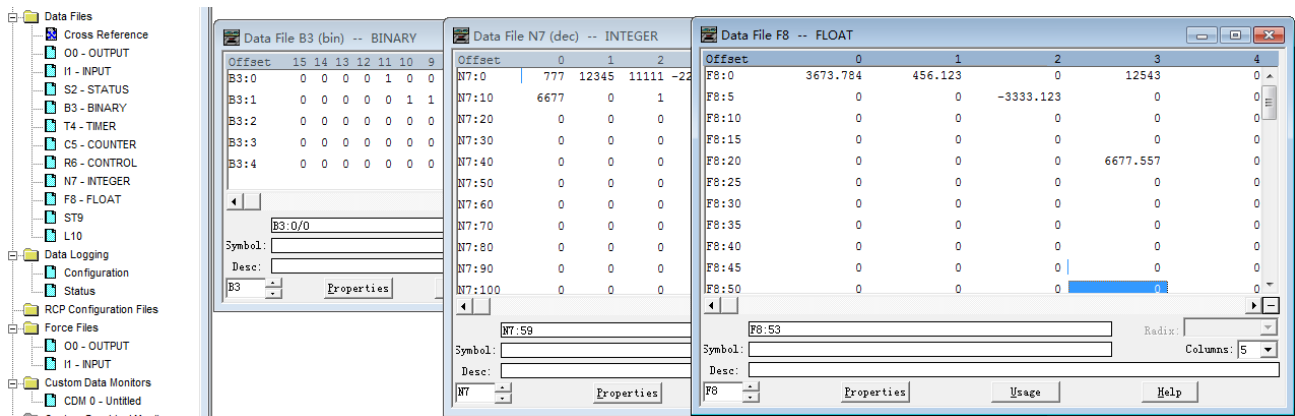 Data Files
Cross Reference
O0 - OUTPUT
I1 - INPUT
S2 - STATUS
B3 - BINARY
T4 - TIMER
C5 - COUNTER
R6 - CONTROL
N7 - INTEGER
F8 - FLOAT
ST9
L10
Data Logging
Configuration
Status
RCP Configuration Files
Force Files
O0 - OUTPUT
I1 - INPUT
Custom Data Monitors
CDM 0 - Untitled
Data File B3 (bin) -- BINARY
Offset 15 14 13 12 11 10 9
B3:0 0 0 0 0 1 0 0
B3:1 0 0 0 0 0 1 1
B3:2 0 0 0 0 0 0 0
B3:3 0 0 0 0 0 0 0
B3:4 0 0 0 0 0 0 0
B3:0/0
Symbol:
Desc:
B3 Properties
Data File N7 (dec) -- INTEGER
Offset 0 1 2
N7:0 777 12345 11111 -22
N7:10 6677 0 1
N7:20 0 0 0
N7:30 0 0 0
N7:40 0 0 0
N7:50 0 0 0
N7:60 0 0 0
N7:70 0 0 0
N7:80 0 0 0
N7:90 0 0 0
N7:100 0 0 0
N7:59
Symbol:
Desc:
N7 Properties
Data File F8 -- FLOAT
Offset 0 1 2 3 4
F8:0 3673.784 456.123 0 12543 0
F8:5 0 0 -3333.123 0 0
F8:10 0 0 0 0 0
F8:15 0 0 0 0 0
F8:20 0 0 0 6677.557 0
F8:25 0 0 0 0 0
F8:30 0 0 0 0 0
F8:35 0 0 0 0 0
F8:40 0 0 0 0 0
F8:45 0 0 0 0 0
F8:50 0 0 0 0 0
F8:53 Radix:
Symbol: Columns: 5
Desc:
F8 Properties Usage Help